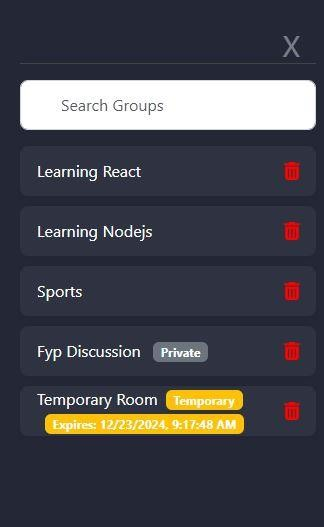 X
Search Groups
Learning React
Learning Nodejs
Sports
Fyp Discussion Private
Temporary Room Temporary
Expires: 12/23/2024, 9:17:48 AM